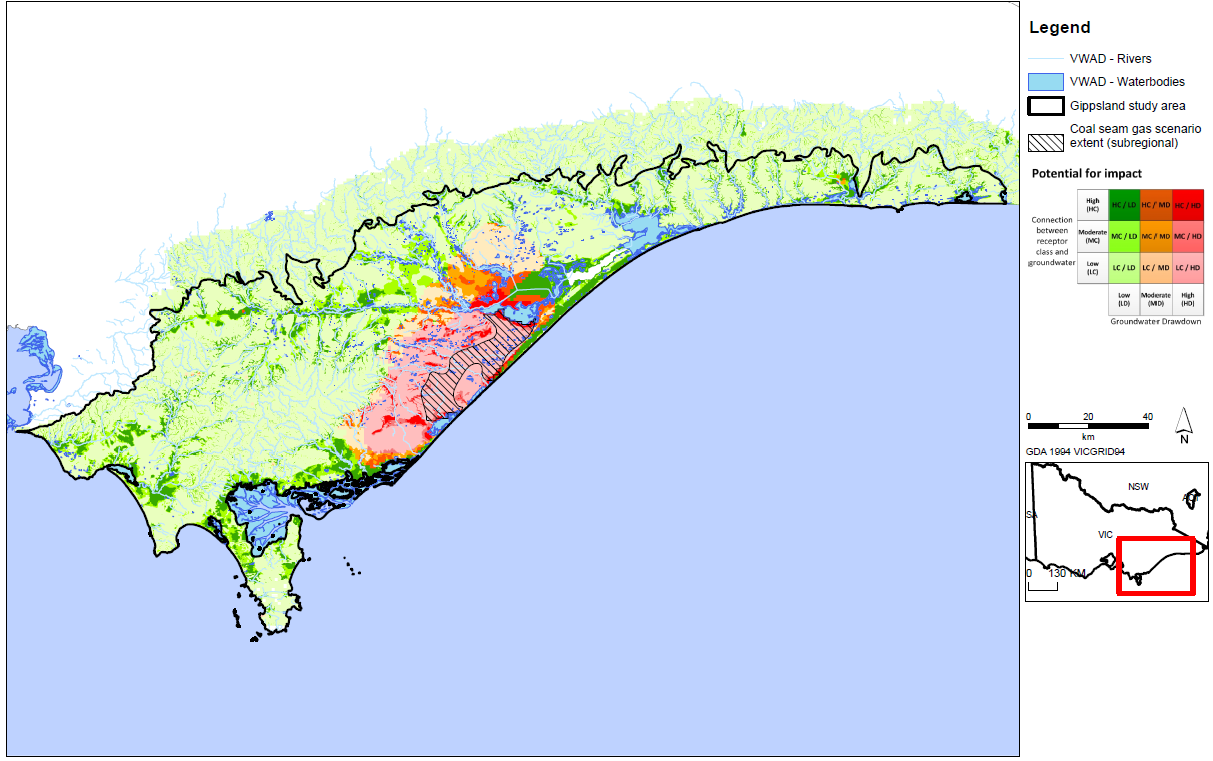 Legend
VWAD - Rivers
VWAD - Waterbodies
Gippsland study area
Coal seam gas scenario
extent (subregional)
Potential for impact
Connection
between
receptor
class and
groundwater
High
(HC)
HC / LD
HC / MD
HC / HD
Moderate
(MC)
MC / LD
MC / MD
MC / HD
Low
(LC)
LC / LD
LC / MD
LC / HD
Low
(LD)
Moderate
(MID)
High
(HD)
Groundwater Drawdown
0 20 40
km
N
GDA 1994 VICGRID94
NSW
ACT
SA
VIC
0 130 KM